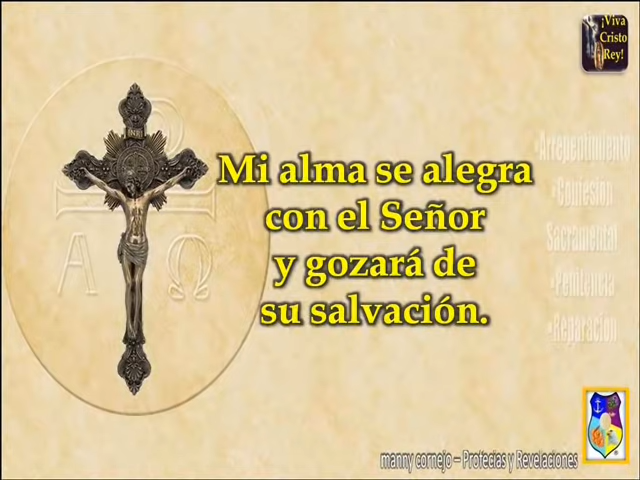 ¡Viva
Cristo
Rey!
Mi alma se alegra
con el Señor
y gozará de
su salvación.
•Arrepentimiento
•Confesión
Sacramental
•Penitencia
•Reparación
Α Ω
INRI
manny cornejo – Profecías y Revelaciones